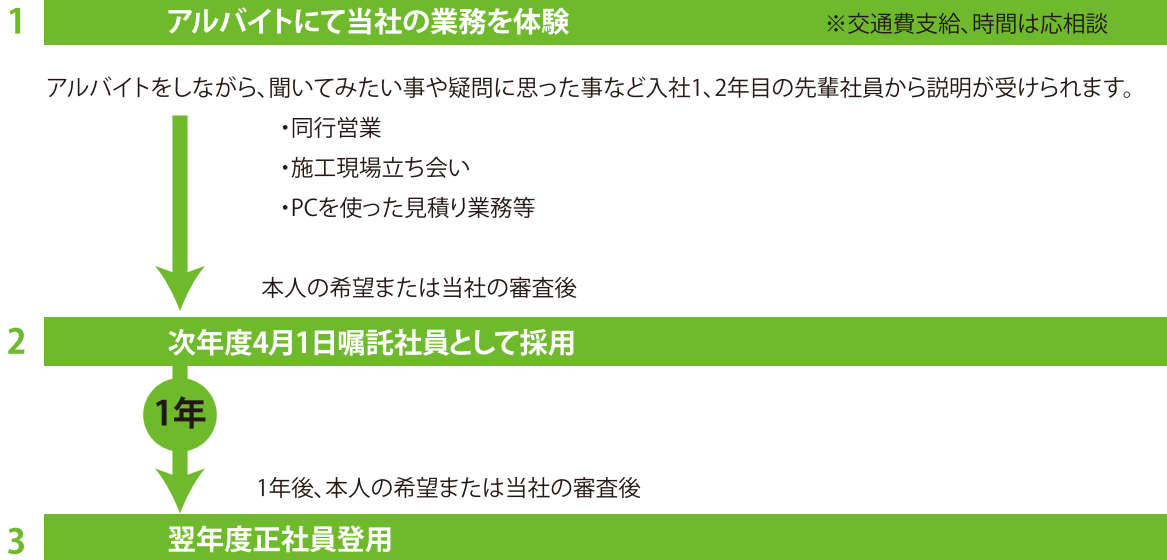 1 アルバイトにて当社の業務を体験 ※交通費支給、時間は応相談
アルバイトをしながら、聞いてみたい事や疑問に思った事など入社1、2年目の先輩社員から説明が受けられます。
・同行営業
・施工現場立ち会い
・PCを使った見積り業務等
本人の希望または当社の審査後
2 次年度4月1日嘱託社員として採用
1年
1年後、本人の希望または当社の審査後
3 翌年度正社員登用